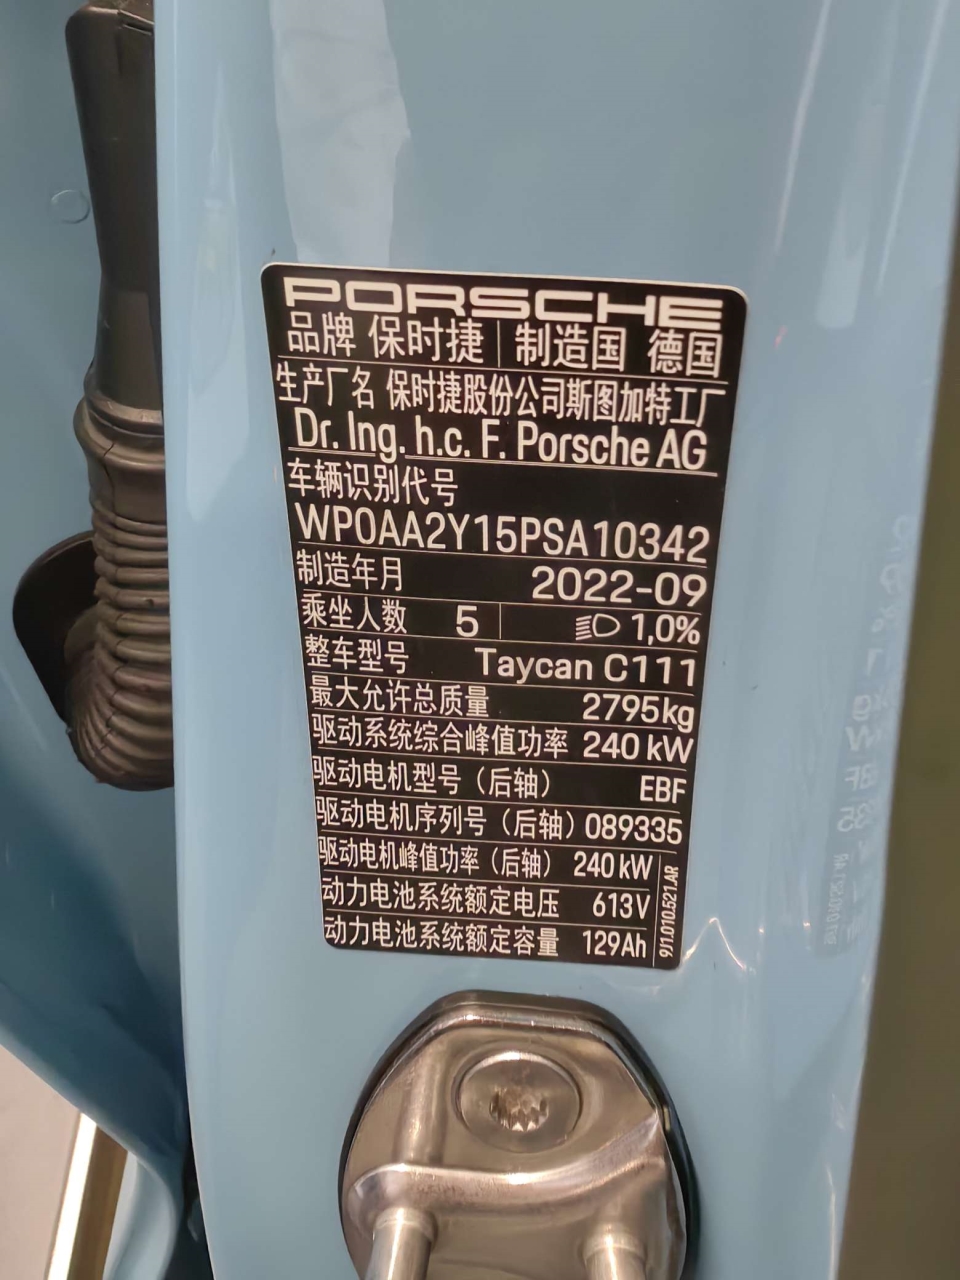 PORSCHE
品牌 保时捷 制造国 德国
生产厂名 保时捷股份公司斯图加特工厂
Dr. Ing. h.c. F. Porsche AG
车辆识别代号
WP0AA2Y15PSA10342
制造年月 2022-09
乘坐人数 5 1,0%
整车型号 Taycan C111
最大允许总质量 2795kg
驱动系统综合峰值功率 240 kW
驱动电机型号（后轴） EBF
驱动电机序列号（后轴）089335
驱动电机峰值功率（后轴） 240 kW
动力电池系统额定电压 613V
动力电池系统额定容量 129Ah
9J1.010.521.AR